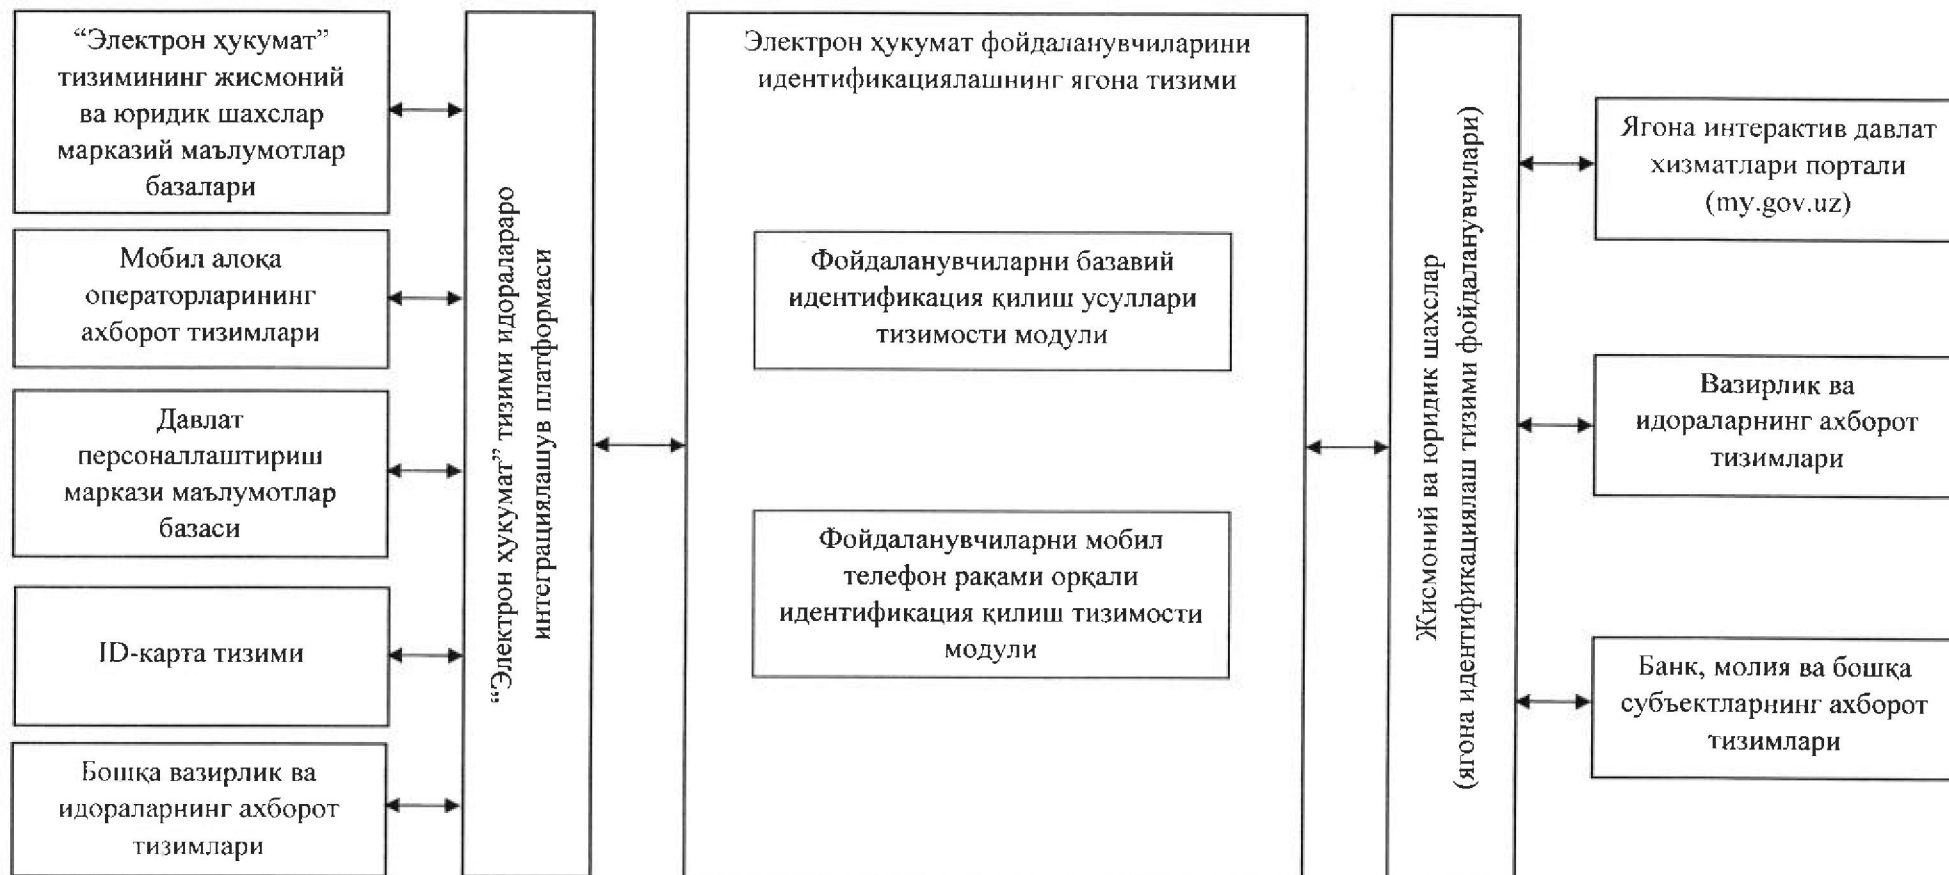 “Электрон ҳукумат”
тизимининг жисмоний
ва юридик шахслар
марказий маълумотлар
базалари
Мобил алоқа
операторларининг
ахборот тизимлари
Давлат
персоналлаштириш
маркази маълумотлар
базаси
ID-карта тизими
Бошқа вазирлик ва
идораларнинг ахборот
тизимлари
“Электрон ҳукумат” тизими идоралараро
интеграциялашув платформаси
Электрон ҳукумат фойдаланувчиларини
идентификациялашнинг ягона тизими
Фойдаланувчиларни базавий
идентификация қилиш усуллари
тизимости модули
Фойдаланувчиларни мобил
телефон рақами орқали
идентификация қилиш тизимости
модули
Жисмоний ва юридик шахслар
(ягона идентификациялаш тизими фойдаланувчилари)
Ягона интерактив давлат
хизматлари портали
(my.gov.uz)
Вазирлик ва
идораларнинг ахборот
тизимлари
Банк, молия ва бошқа
субъектларнинг ахборот
тизимлари